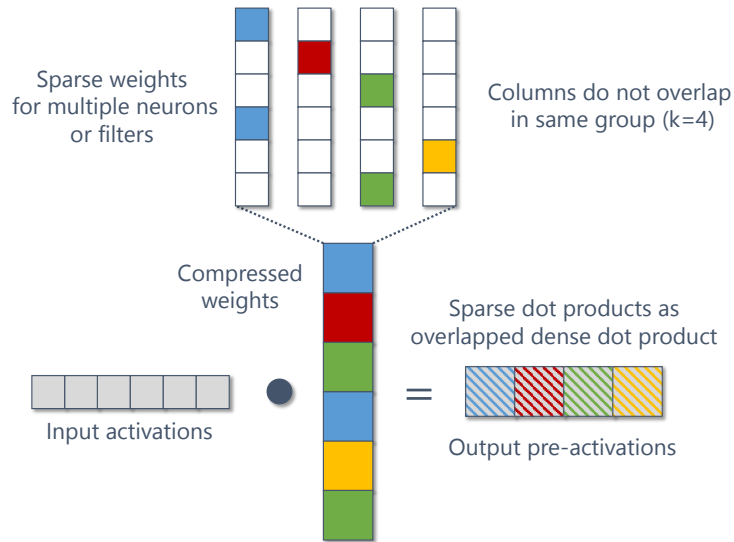 Sparse weights
for multiple neurons
or filters
Columns do not overlap
in same group (k=4)
Compressed
weights
Sparse dot products as
overlapped dense dot product
=
Input activations
Output pre-activations